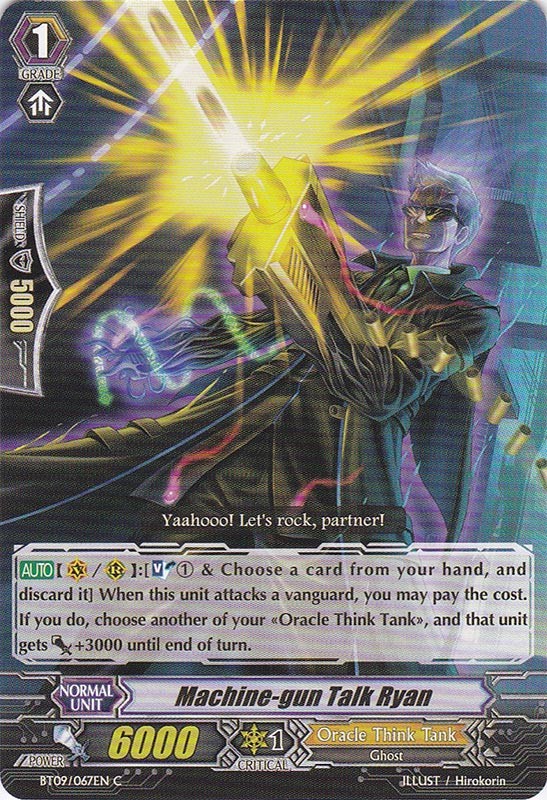 1
GRADE
SHIELD
5000
Yaahooo! Let's rock, partner!
AUTO [ V / R ]:[ V ① & Choose a card from your hand, and
discard it] When this unit attacks a vanguard, you may pay the cost.
If you do, choose another of your «Oracle Think Tank», and that unit
gets +3000 until end of turn.
NORMAL
UNIT
Machine-gun Talk Ryan
POWER
6000
1
CRITICAL
Oracle Think Tank
Ghost
BT09/067EN C
ILLUST / Hirokorin